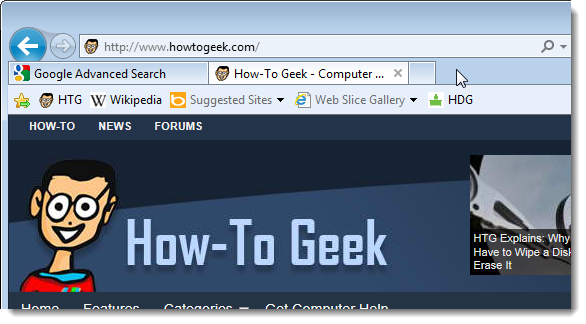 http://www.howtogeek.com/
Google Advanced Search
How-To Geek - Computer ...
HTG
W Wikipedia
Suggested Sites
Web Slice Gallery
HDG
HOW-TO
NEWS
FORUMS
How-To Geek
HTG Explains: Why
Have to Wipe a Disk
Erase It
Home
Features
Categories
Get Computer Help